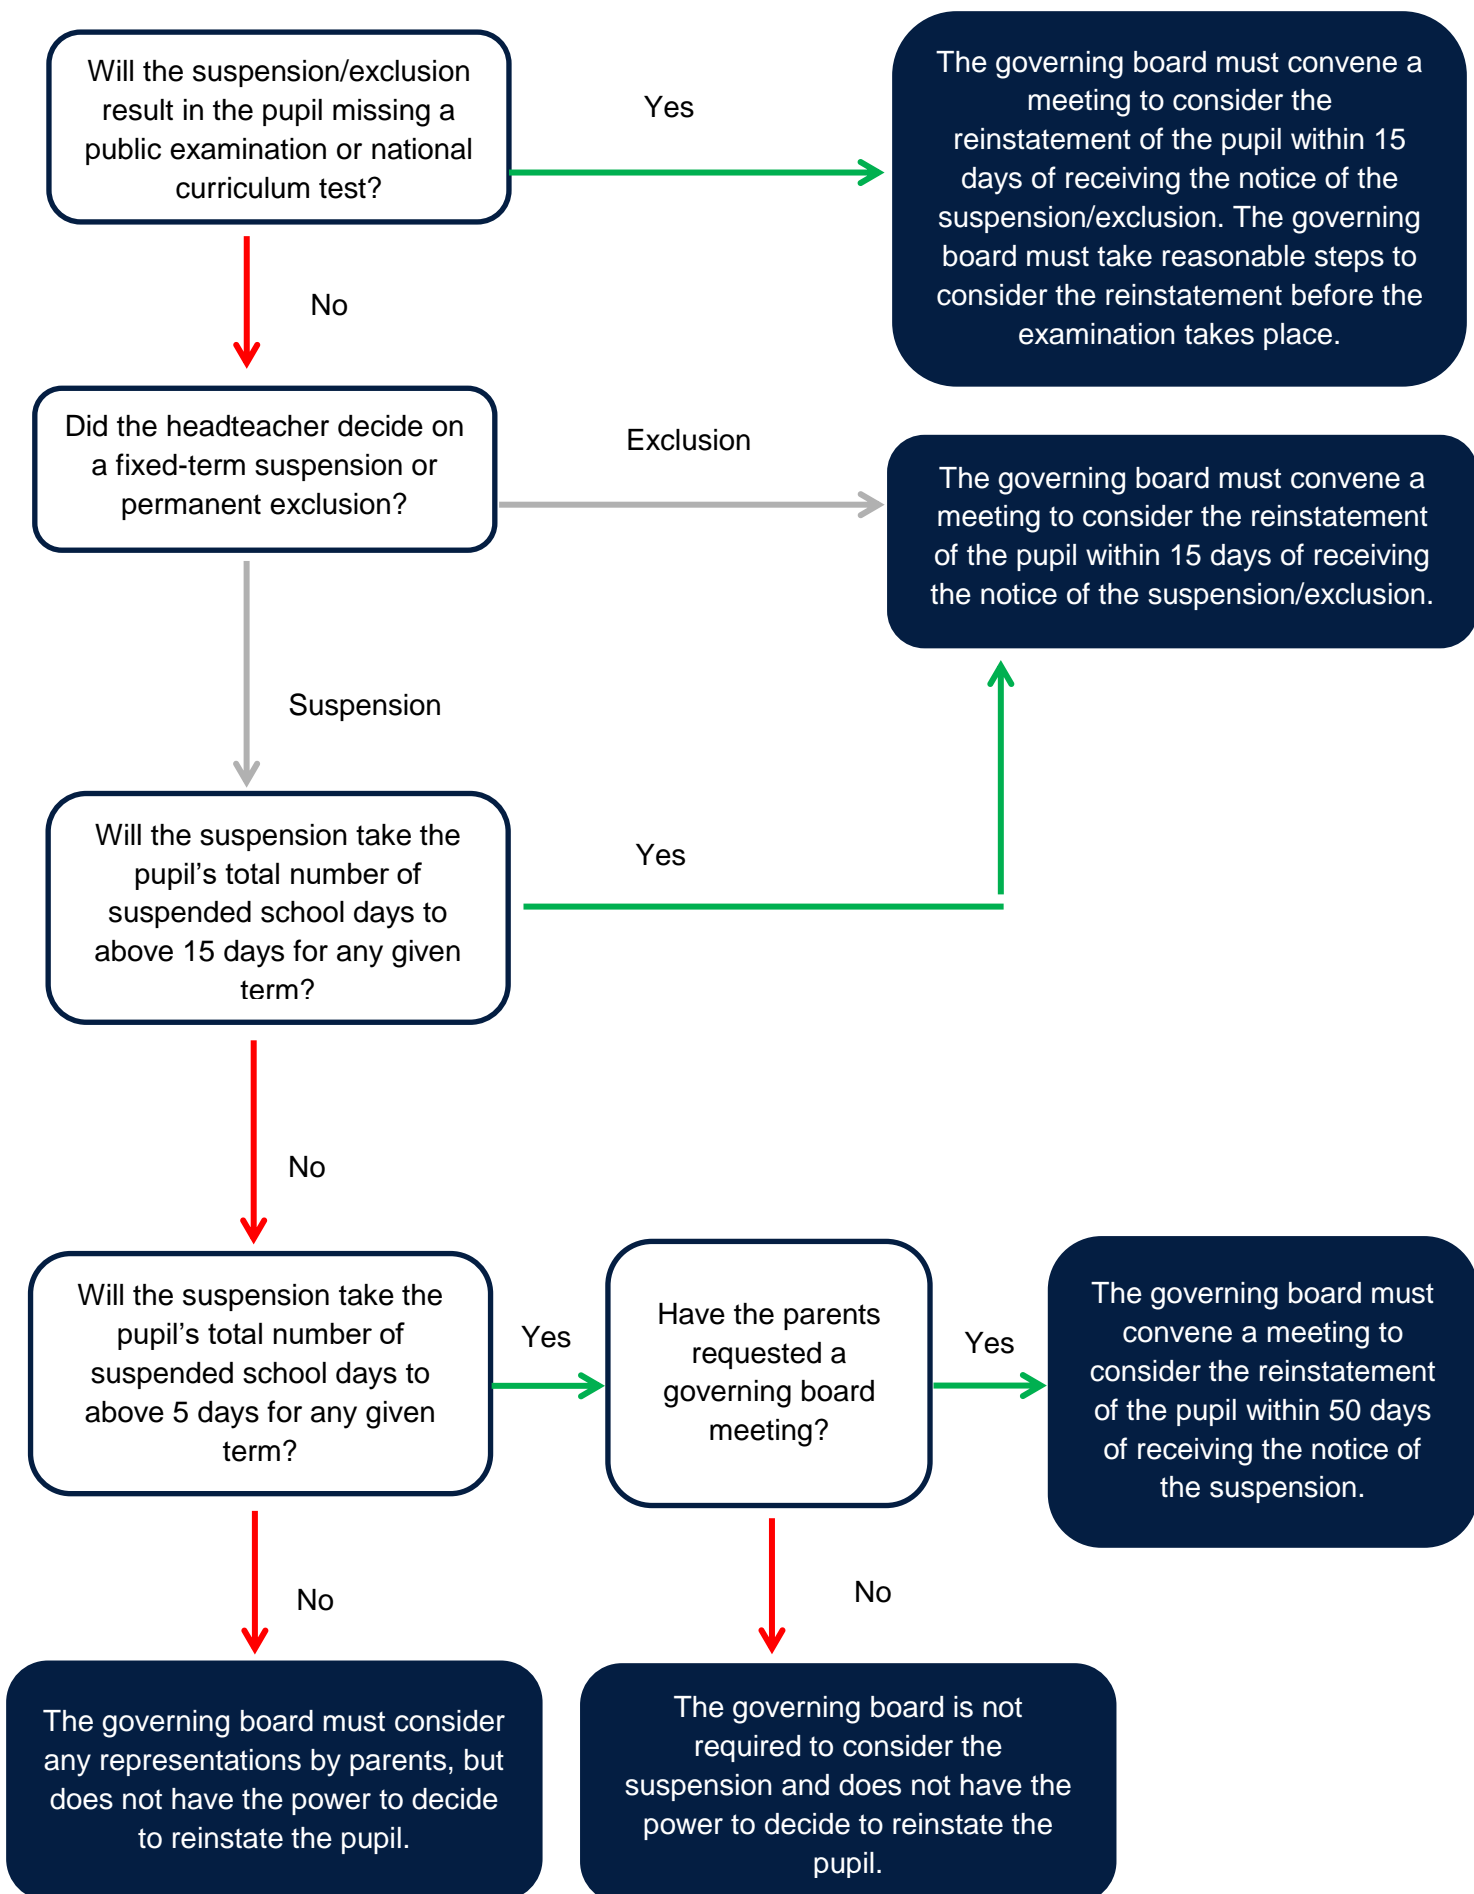 Will the suspension/exclusion
result in the pupil missing a
public examination or national
curriculum test?
Yes
The governing board must convene a
meeting to consider the
reinstatement of the pupil within 15
days of receiving the notice of the
suspension/exclusion. The governing
board must take reasonable steps to
consider the reinstatement before the
examination takes place.
No
Did the headteacher decide on
a fixed-term suspension or
permanent exclusion?
Exclusion
The governing board must convene a
meeting to consider the reinstatement
of the pupil within 15 days of receiving
the notice of the suspension/exclusion.
Suspension
Will the suspension take the
pupil’s total number of
suspended school days to
above 15 days for any given
term?
Yes
No
Will the suspension take the
pupil’s total number of
suspended school days to
above 5 days for any given
term?
Yes
Have the parents
requested a
governing board
meeting?
Yes
The governing board must
convene a meeting to
consider the reinstatement
of the pupil within 50 days
of receiving the notice of
the suspension.
No
No
The governing board must consider
any representations by parents, but
does not have the power to decide
to reinstate the pupil.
The governing board is not
required to consider the
suspension and does not have the
power to decide to reinstate the
pupil.